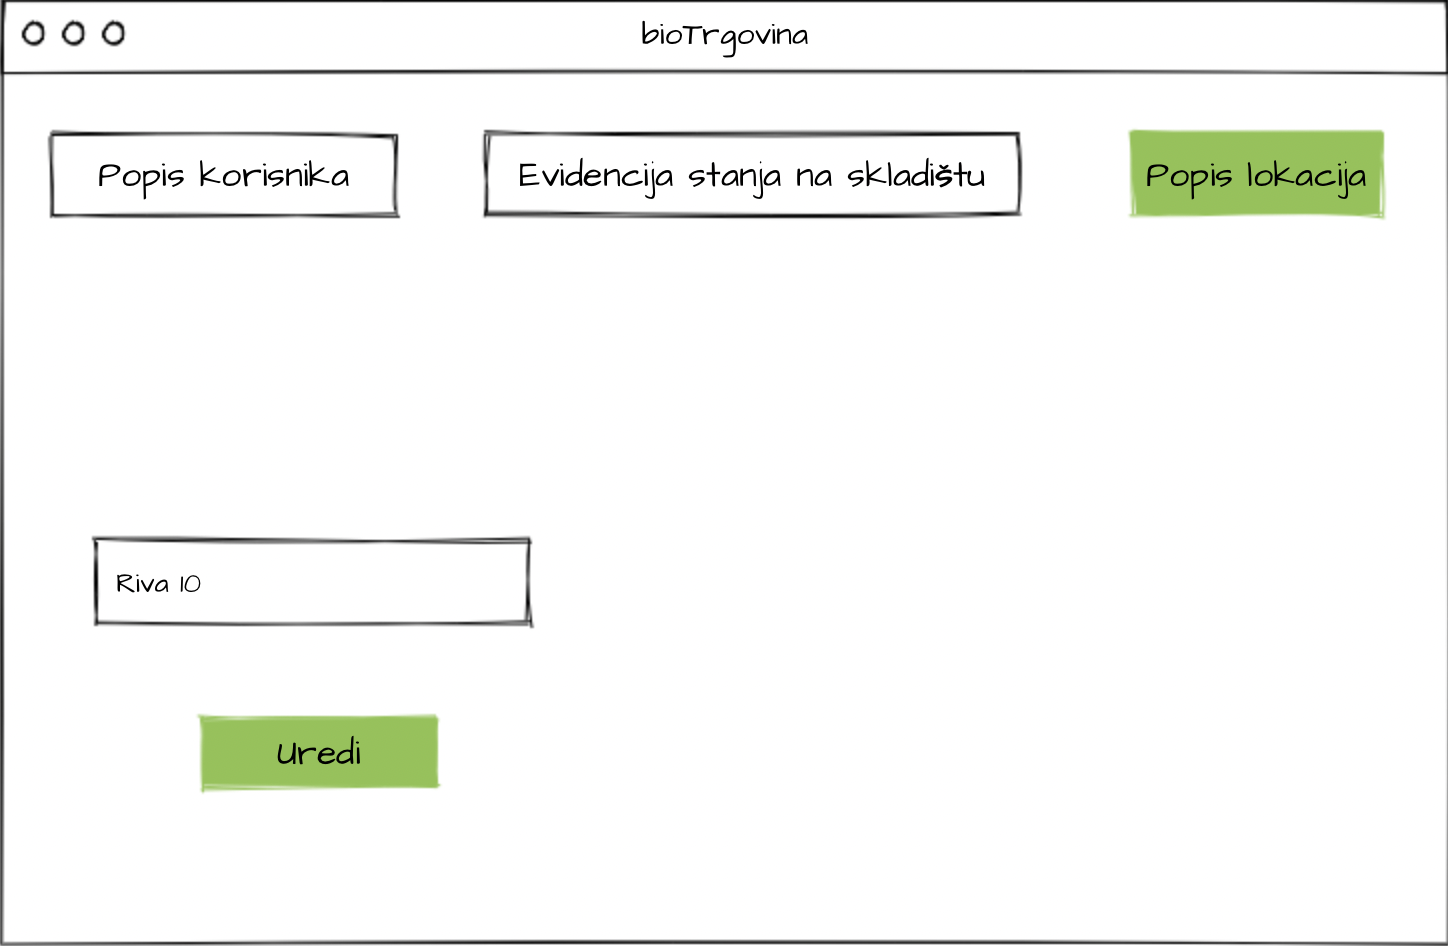 bioTrgovina
Popis korisnika
Evidencija stanja na skladištu
Popis lokacija
Riva 10
Uredi